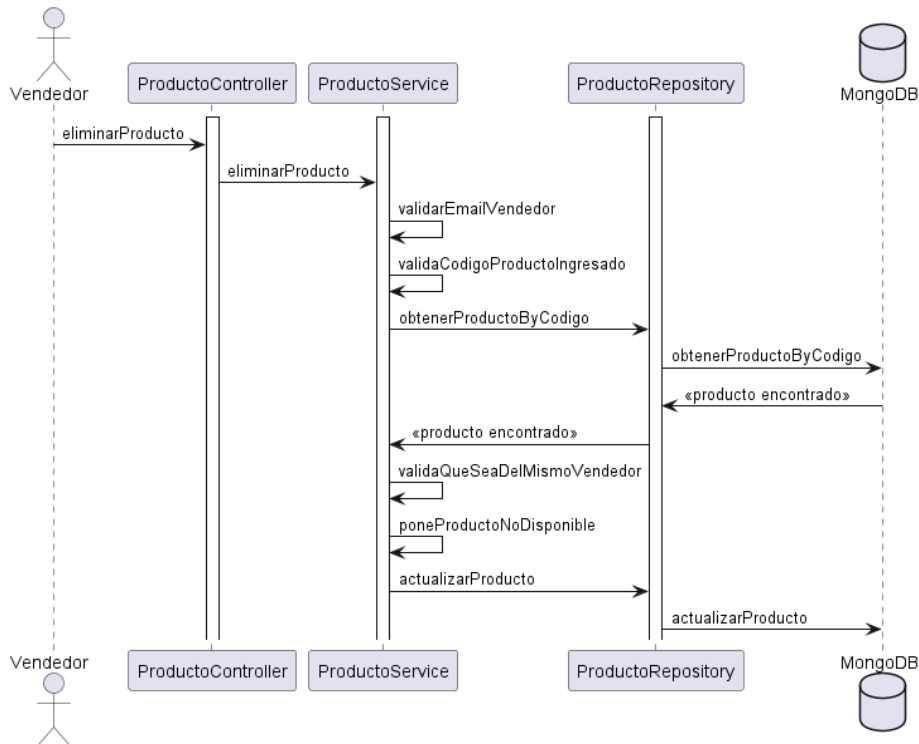 Vendedor
ProductoController
ProductoService
ProductoRepository
MongoDB
eliminarProducto
eliminarProducto
validarEmailVendedor
validaCodigoProductoIngresado
obtenerProductoByCodigo
obtenerProductoByCodigo
«producto encontrado»
«producto encontrado»
validaQueSeaDelMismoVendedor
poneProductoNoDisponible
actualizarProducto
actualizarProducto
Vendedor
ProductoController
ProductoService
ProductoRepository
MongoDB